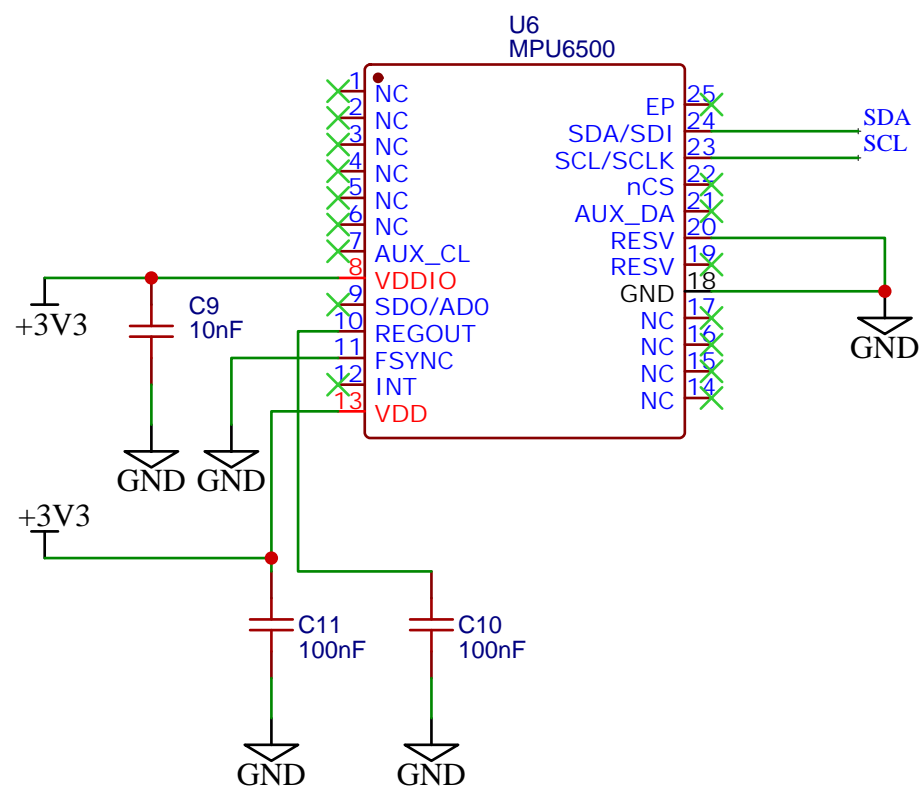 U6
MPU6500
1 NC
2 NC
3 NC
4 NC
5 NC
6 NC
7 AUX_CL
8 VDDIO
9 SDO/AD0
10 REGOUT
11 FSYNC
12 INT
13 VDD
25 EP
24 SDA/SDI SDA
23 SCL/SCLK SCL
22 nCS
21 AUX_DA
20 RESV
19 RESV
18 GND
17 NC
16 NC
15 NC
14 NC
+3V3
C9
10nF
GND
GND
GND
+3V3
C11
100nF
C10
100nF
GND
GND